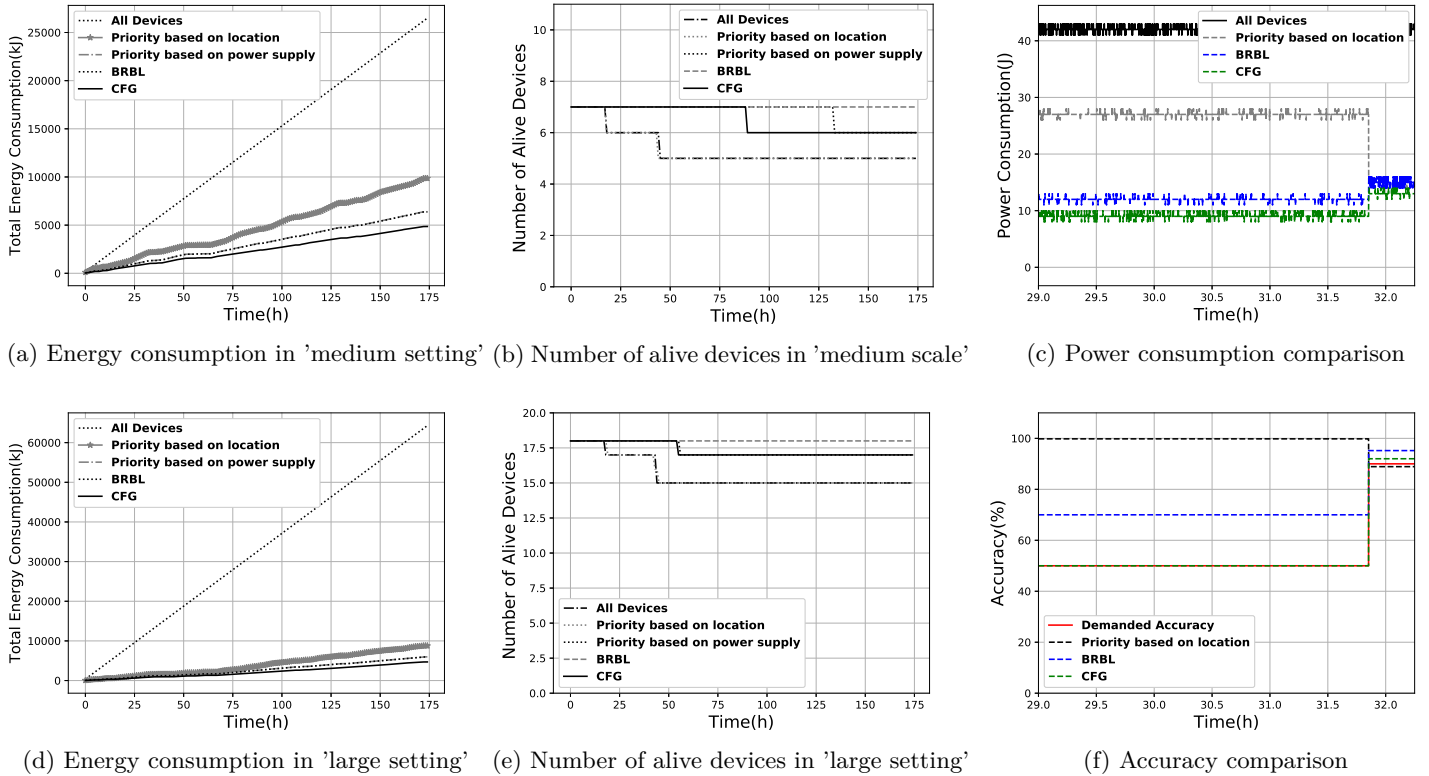 25000
20000
15000
10000
5000
0
Total Energy Consumption(kJ)
All Devices
Priority based on location
Priority based on power supply
BRBL
CFG
0 25 50 75 100 125 150 175
Time(h)
(a) Energy consumption in 'medium setting'
10
8
6
4
2
0
Number of Alive Devices
All Devices
Priority based on location
Priority based on power supply
BRBL
CFG
0 25 50 75 100 125 150 175
Time(h)
(b) Number of alive devices in 'medium scale'
40
30
20
10
0
Power Consumption(J)
All Devices
Priority based on location
BRBL
CFG
29.0 29.5 30.0 30.5 31.0 31.5 32.0
Time(h)
(c) Power consumption comparison
60000
50000
40000
30000
20000
10000
0
Total Energy Consumption(kJ)
All Devices
Priority based on location
Priority based on power supply
BRBL
CFG
0 25 50 75 100 125 150 175
Time(h)
(d) Energy consumption in 'large setting'
20.0
17.5
15.0
12.5
10.0
7.5
5.0
2.5
0.0
Number of Alive Devices
All Devices
Priority based on location
Priority based on power supply
BRBL
CFG
0 25 50 75 100 125 150 175
Time(h)
(e) Number of alive devices in 'large setting'
100
80
60
40
20
0
Accuracy(%)
Demanded Accuracy
Priority based on location
BRBL
CFG
29.0 29.5 30.0 30.5 31.0 31.5 32.0
Time(h)
(f) Accuracy comparison